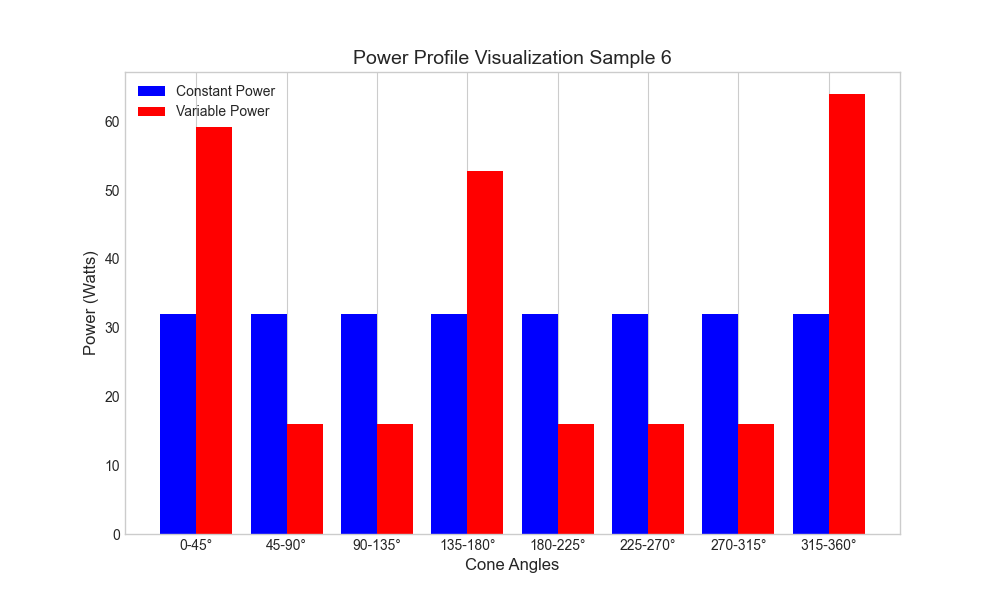 Power Profile Visualization Sample 6
Constant Power
Variable Power
Power (Watts)
60
50
40
30
20
10
0
0-45° 45-90° 90-135° 135-180° 180-225° 225-270° 270-315° 315-360°
Cone Angles